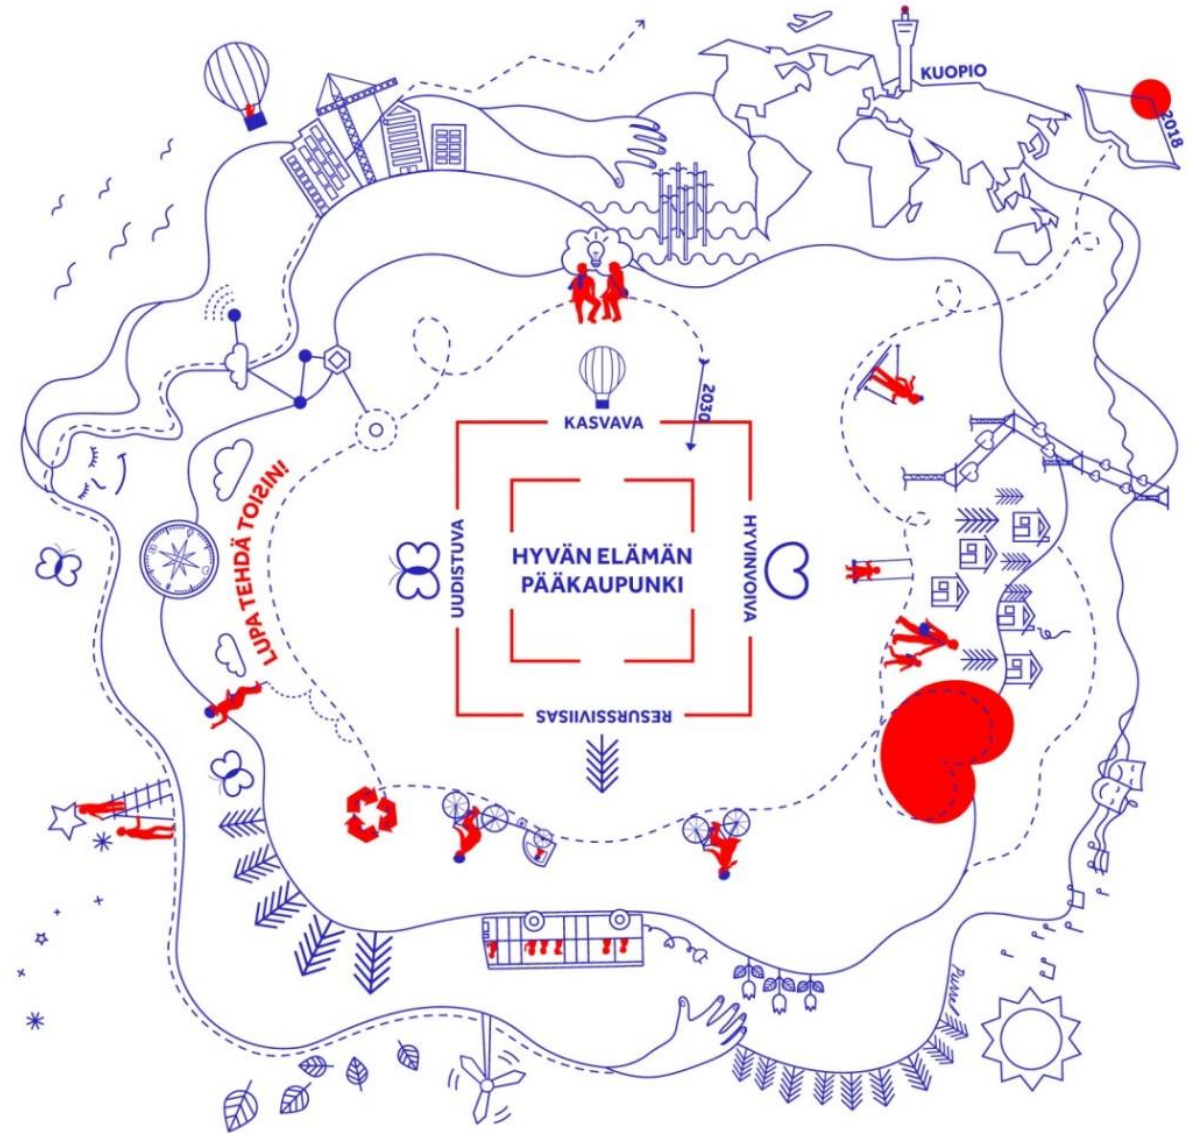 KUOPIO
2018
2030
KASVAVA
UUDISTUVA
HYVÄN ELÄMÄN
PÄÄKAUPUNKI
HYVINVOIVA
RESURSSIVIISAS
LUPA TEHDÄ TOISIN!